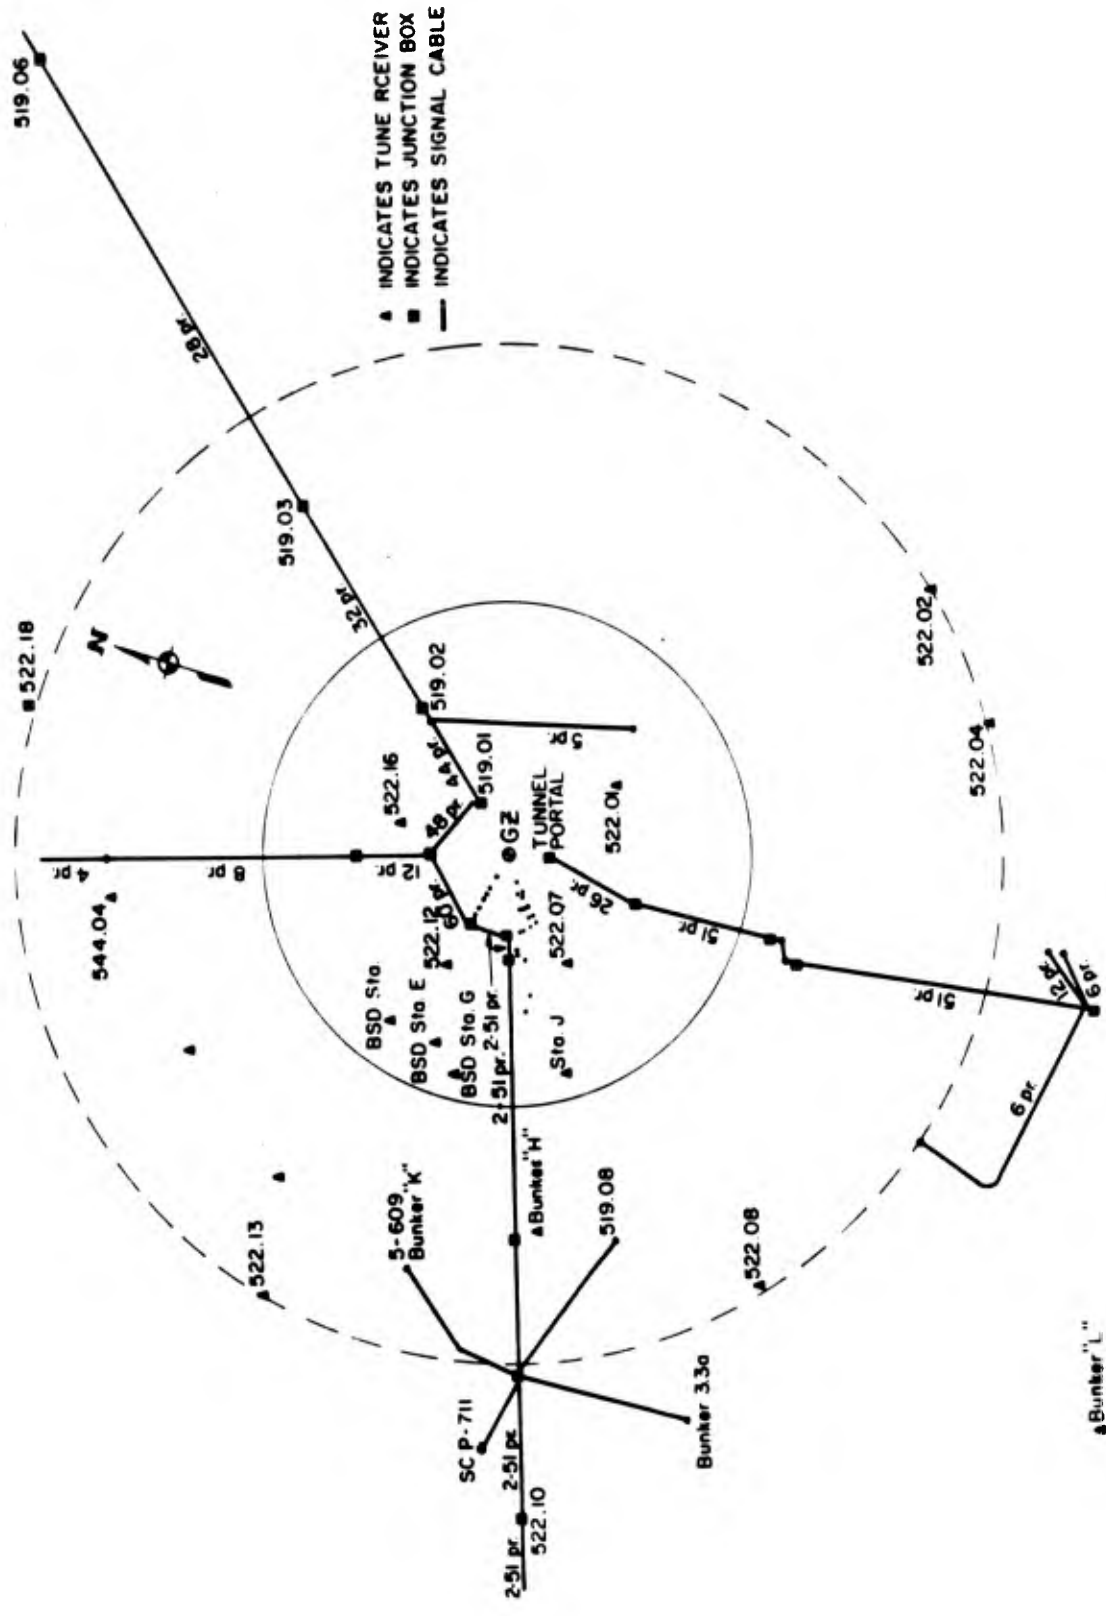 519.06
▲ INDICATES TUNE RCEIVER
■ INDICATES JUNCTION BOX
— INDICATES SIGNAL CABLE
28 pr.
519.03
32 pr.
522.18
N
519.02
44 pr.
519.01
5 pr.
522.16
48 pr.
GZ
TUNNEL
PORTAL
522.01
522.02
522.04
4 pr.
8 pr.
12 pr.
544.04
60 pr.
522.12
26 pr.
522.07
51 pr.
51 pr.
12 pr.
6 pr.
6 pr.
BSD Sta.
BSD Sta E
BSD Sta. G
2-51 pr.
2-51 pr.
Sta. J
522.13
5-609
Bunker "K"
Bunker "H"
519.08
522.08
SC P-711
2-51 pr.
Bunker 3.3a
522.10
2-51 pr.
Bunker "L"